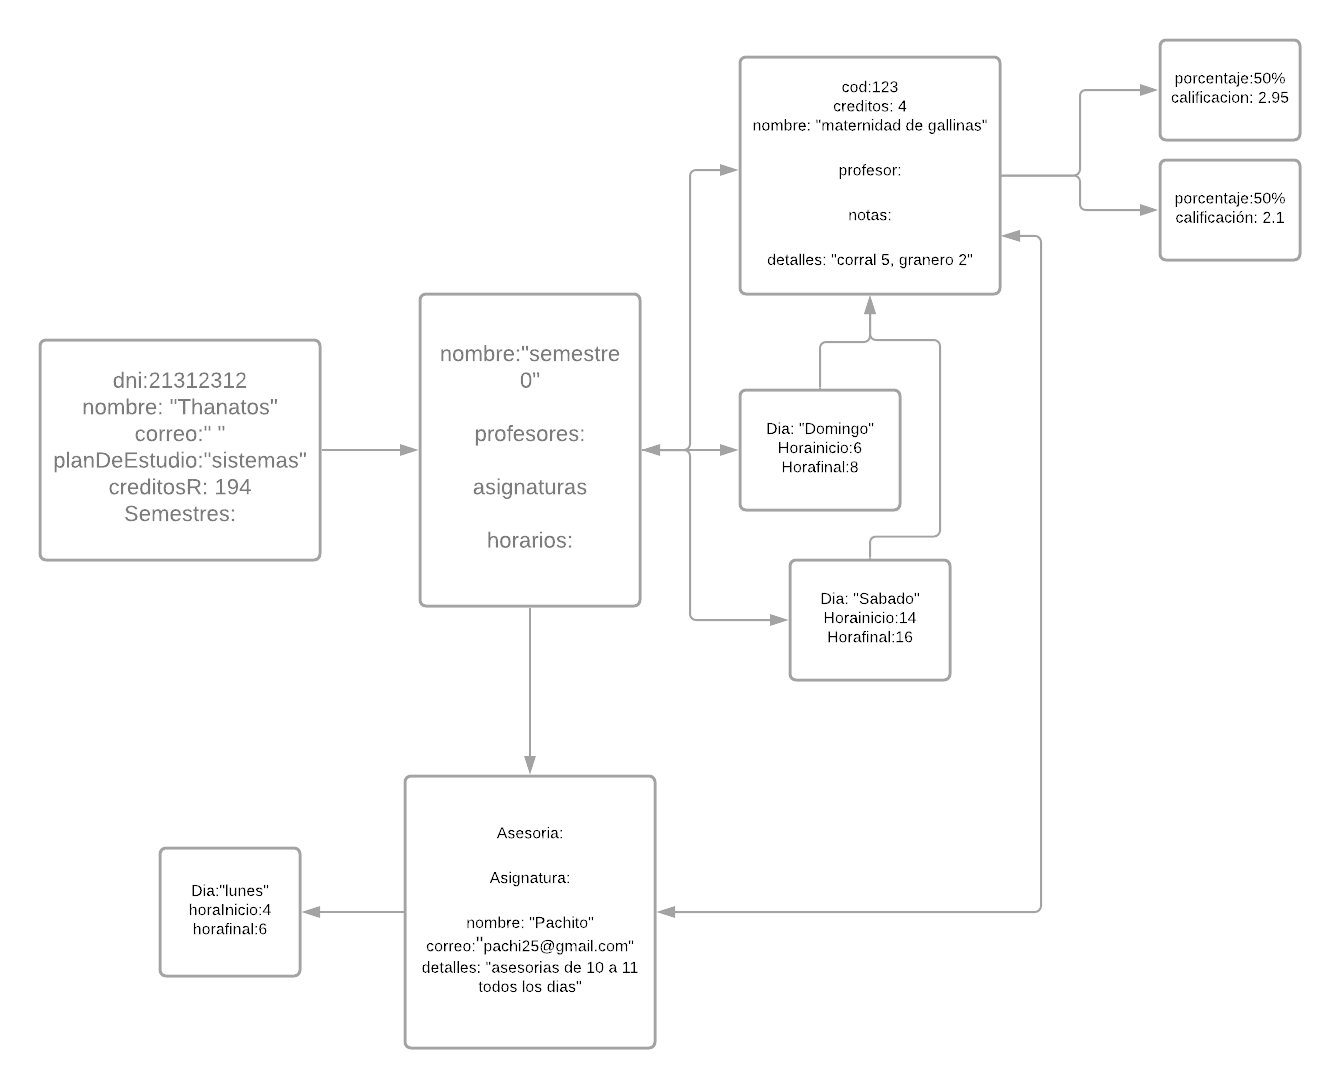 dni:21312312
nombre: "Thanatos"
correo:" "
planDeEstudio:"sistemas"
creditosR: 194
Semestres:
nombre:"semestre
0"
profesores:
asignaturas
horarios:
cod:123
creditos: 4
nombre: "maternidad de gallinas"
profesor:
notas:
detalles: "corral 5, granero 2"
porcentaje:50%
calificacion: 2.95
porcentaje:50%
calificación: 2.1
Dia: "Domingo"
Horainicio:6
Horafinal:8
Dia: "Sabado"
Horainicio:14
Horafinal:16
Asesoria:
Asignatura:
nombre: "Pachito"
correo:"pachi25@gmail.com"
detalles: "asesorias de 10 a 11
todos los dias"
Dia:"lunes"
horaInicio:4
horafinal:6